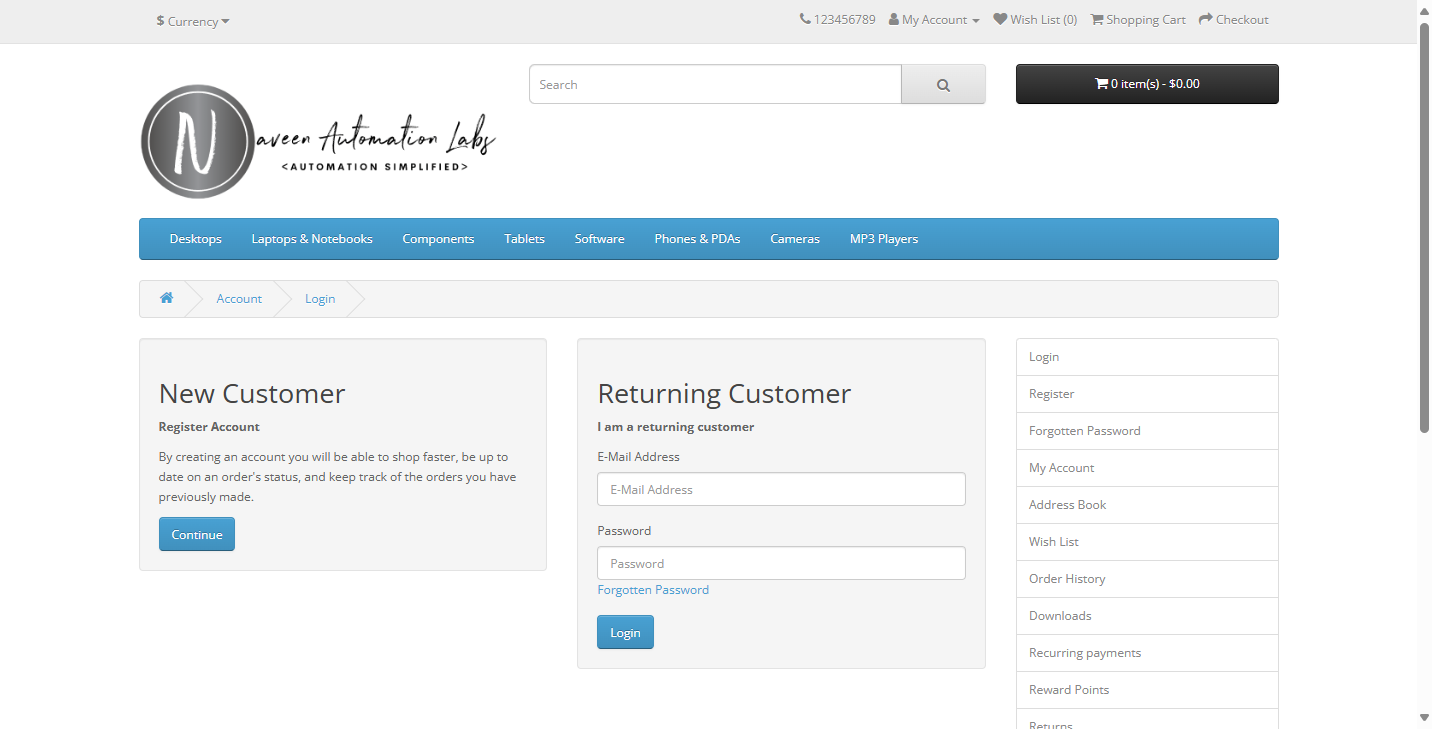 $ Currency
123456789 My Account Wish List (0) Shopping Cart Checkout
Naveen Automation Labs
<AUTOMATION SIMPLIFIED>
Search
0 item(s) - $0.00
Desktops Laptops & Notebooks Components Tablets Software Phones & PDAs Cameras MP3 Players
Account Login
New Customer
Register Account
By creating an account you will be able to shop faster, be up to
date on an order's status, and keep track of the orders you have
previously made.
Continue
Returning Customer
I am a returning customer
E-Mail Address
E-Mail Address
Password
Password
Forgotten Password
Login
Login
Register
Forgotten Password
My Account
Address Book
Wish List
Order History
Downloads
Recurring payments
Reward Points
Returns